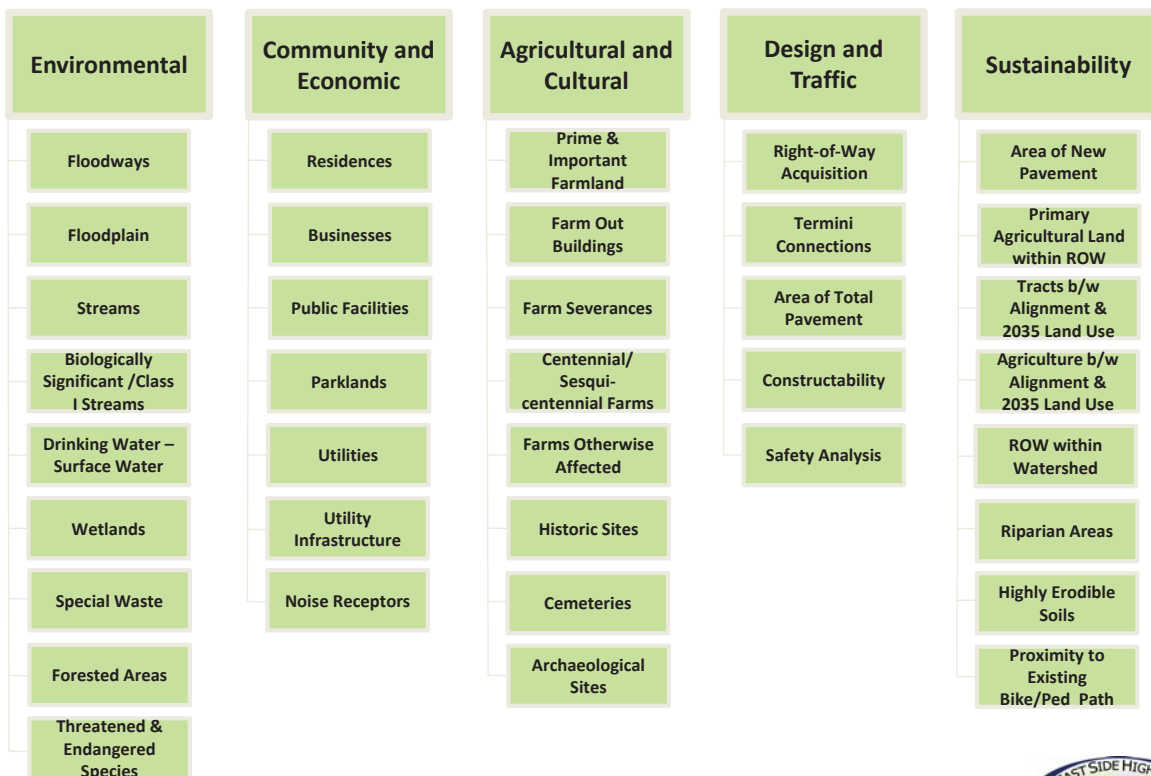 Environmental
Floodways
Floodplain
Streams
Biologically
Significant /Class
I Streams
Drinking Water –
Surface Water
Wetlands
Special Waste
Forested Areas
Threatened &
Endangered
Species
Community and
Economic
Residences
Businesses
Public Facilities
Parklands
Utilities
Utility
Infrastructure
Noise Receptors
Agricultural and
Cultural
Prime &
Important
Farmland
Farm Out
Buildings
Farm Severances
Centennial/
Sesqui-
centennial Farms
Farms Otherwise
Affected
Historic Sites
Cemeteries
Archaeological
Sites
Design and
Traffic
Right-of-Way
Acquisition
Termini
Connections
Area of Total
Pavement
Constructability
Safety Analysis
Sustainability
Area of New
Pavement
Primary
Agricultural Land
within ROW
Tracts b/w
Alignment &
2035 Land Use
Agriculture b/w
Alignment &
2035 Land Use
ROW within
Watershed
Riparian Areas
Highly Erodible
Soils
Proximity to
Existing
Bike/Ped Path
SIDE